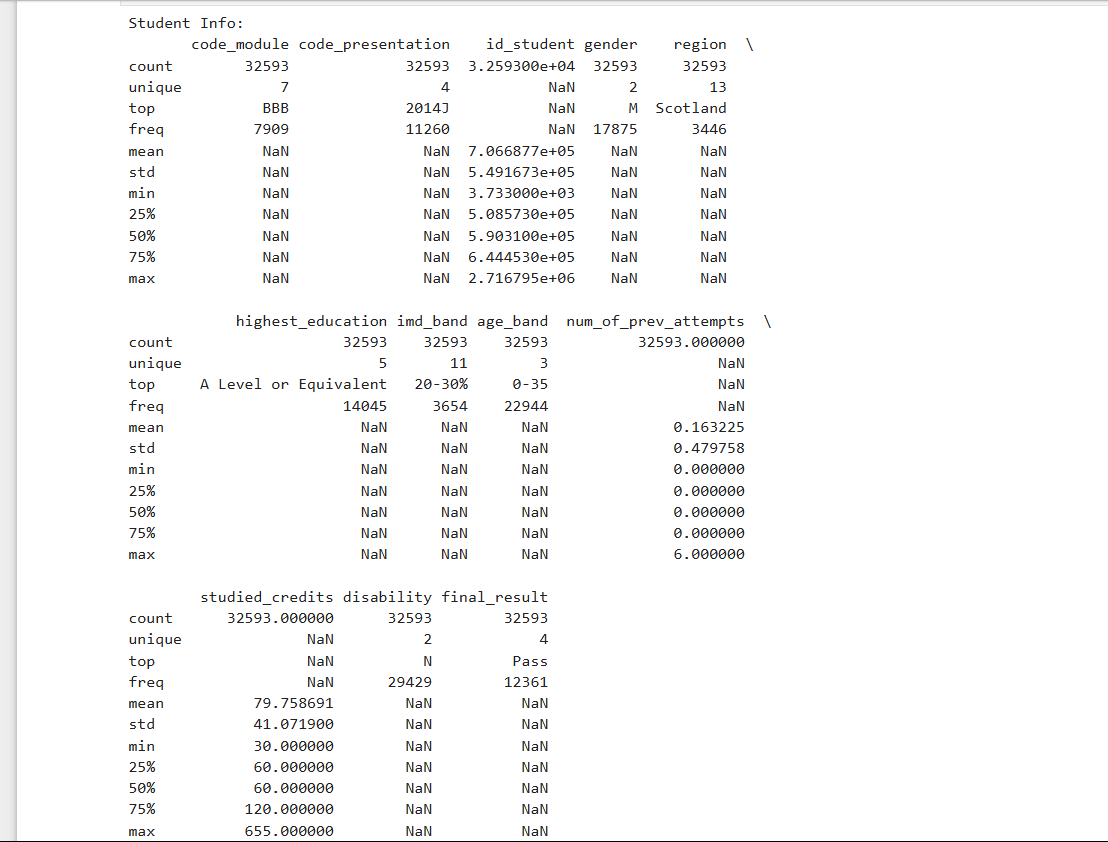 Student Info:
code_module code_presentation id_student gender region \
count 32593 32593 3.259300e+04 32593 32593
unique 7 4 NaN 2 13
top BBB 2014J NaN M Scotland
freq 7909 11260 NaN 17875 3446
mean NaN NaN 7.066877e+05 NaN NaN
std NaN NaN 5.491673e+05 NaN NaN
min NaN NaN 3.733000e+03 NaN NaN
25% NaN NaN 5.085730e+05 NaN NaN
50% NaN NaN 5.903100e+05 NaN NaN
75% NaN NaN 6.444530e+05 NaN NaN
max NaN NaN 2.716795e+06 NaN NaN
highest_education imd_band age_band num_of_prev_attempts \
count 32593 32593 32593 32593.000000
unique 5 11 3 NaN
top A Level or Equivalent 20-30% 0-35 NaN
freq 14045 3654 22944 NaN
mean NaN NaN NaN 0.163225
std NaN NaN NaN 0.479758
min NaN NaN NaN 0.000000
25% NaN NaN NaN 0.000000
50% NaN NaN NaN 0.000000
75% NaN NaN NaN 0.000000
max NaN NaN NaN 6.000000
studied_credits disability final_result
count 32593.000000 32593 32593
unique NaN 2 4
top NaN N Pass
freq NaN 29429 12361
mean 79.758691 NaN NaN
std 41.071900 NaN NaN
min 30.000000 NaN NaN
25% 60.000000 NaN NaN
50% 60.000000 NaN NaN
75% 120.000000 NaN NaN
max 655.000000 NaN NaN